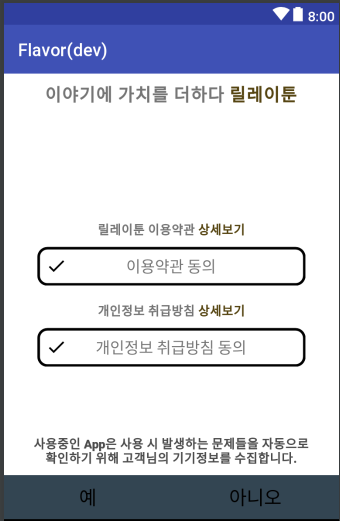 8:00
Flavor(dev)
이야기에 가치를 더하다 릴레이툰
릴레이툰 이용약관 상세보기
이용약관 동의
개인정보 취급방침 상세보기
개인정보 취급방침 동의
사용중인 App은 사용 시 발생하는 문제들을 자동으로
확인하기 위해 고객님의 기기정보를 수집합니다.
예 아니오